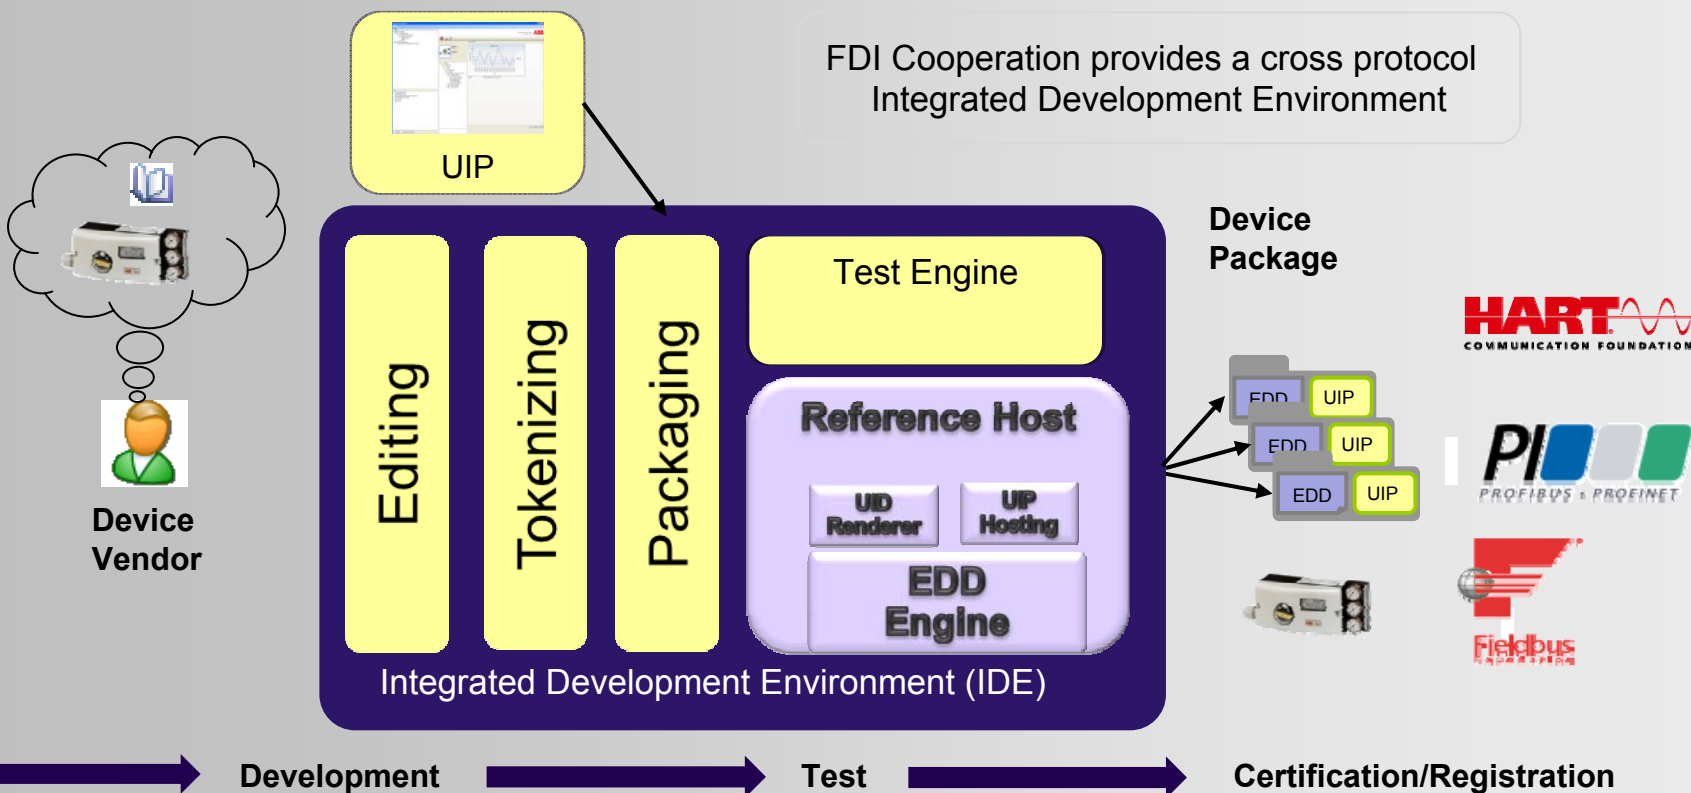 FDI Cooperation provides a cross protocol
Integrated Development Environment
UIP
Device
Vendor
Editing
Tokenizing
Packaging
Test Engine
Reference Host
UID
Renderer
UIP
Hosting
EDD
Engine
Integrated Development Environment (IDE)
Device
Package
EDD
UIP
EDD
UIP
EDD
UIP
HART
COMMUNICATION FOUNDATION
PI
PROFIBUS • PROFINET
Fieldbus
Development
Test
Certification/Registration